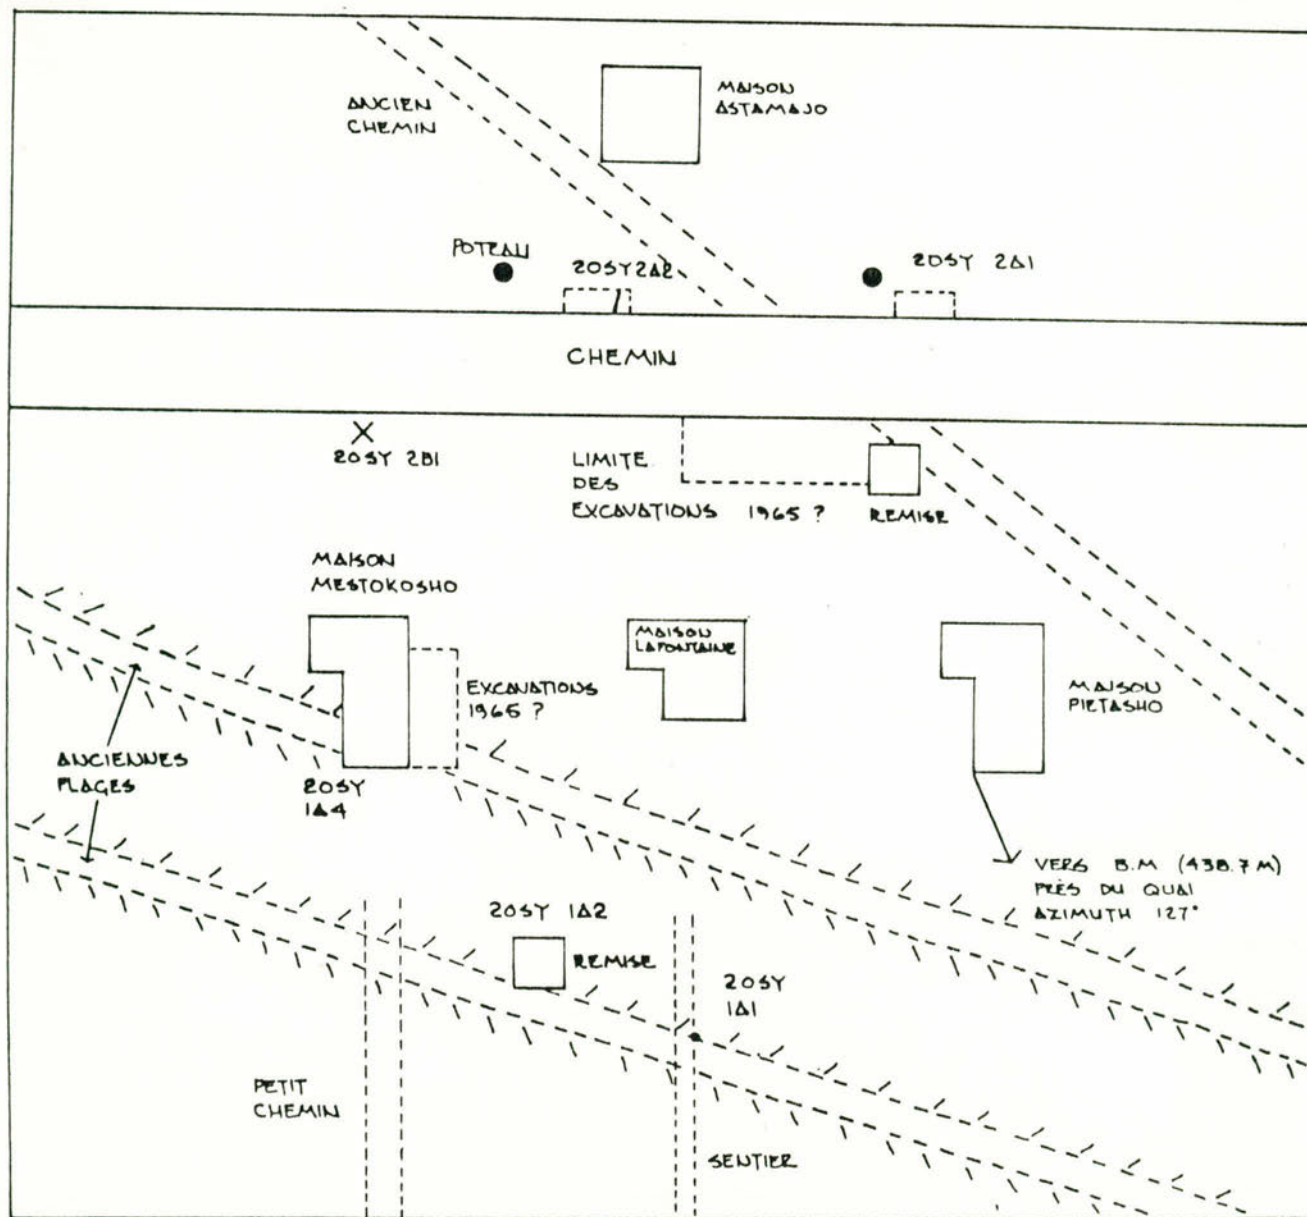 ANCIEN
CHEMIN
MAISON
ASTAMAJO
POTEAU
20SY 2A2
20SY 2A1
CHEMIN
20SY 2B1
LIMITE
DES
EXCAVATIONS 1965 ?
REMISE
MAISON
MESTOKOSHO
MAISON
LAFONTAINE
EXCAVATIONS
1965 ?
MAISON
PIETASHO
ANCIENNES
PLAGES
20SY
1A4
VERS B.M (438.7 M)
PRÈS DU QUAI
AZIMUTH 127°
20SY 1A2
REMISE
20SY
1A1
PETIT
CHEMIN
SENTIER